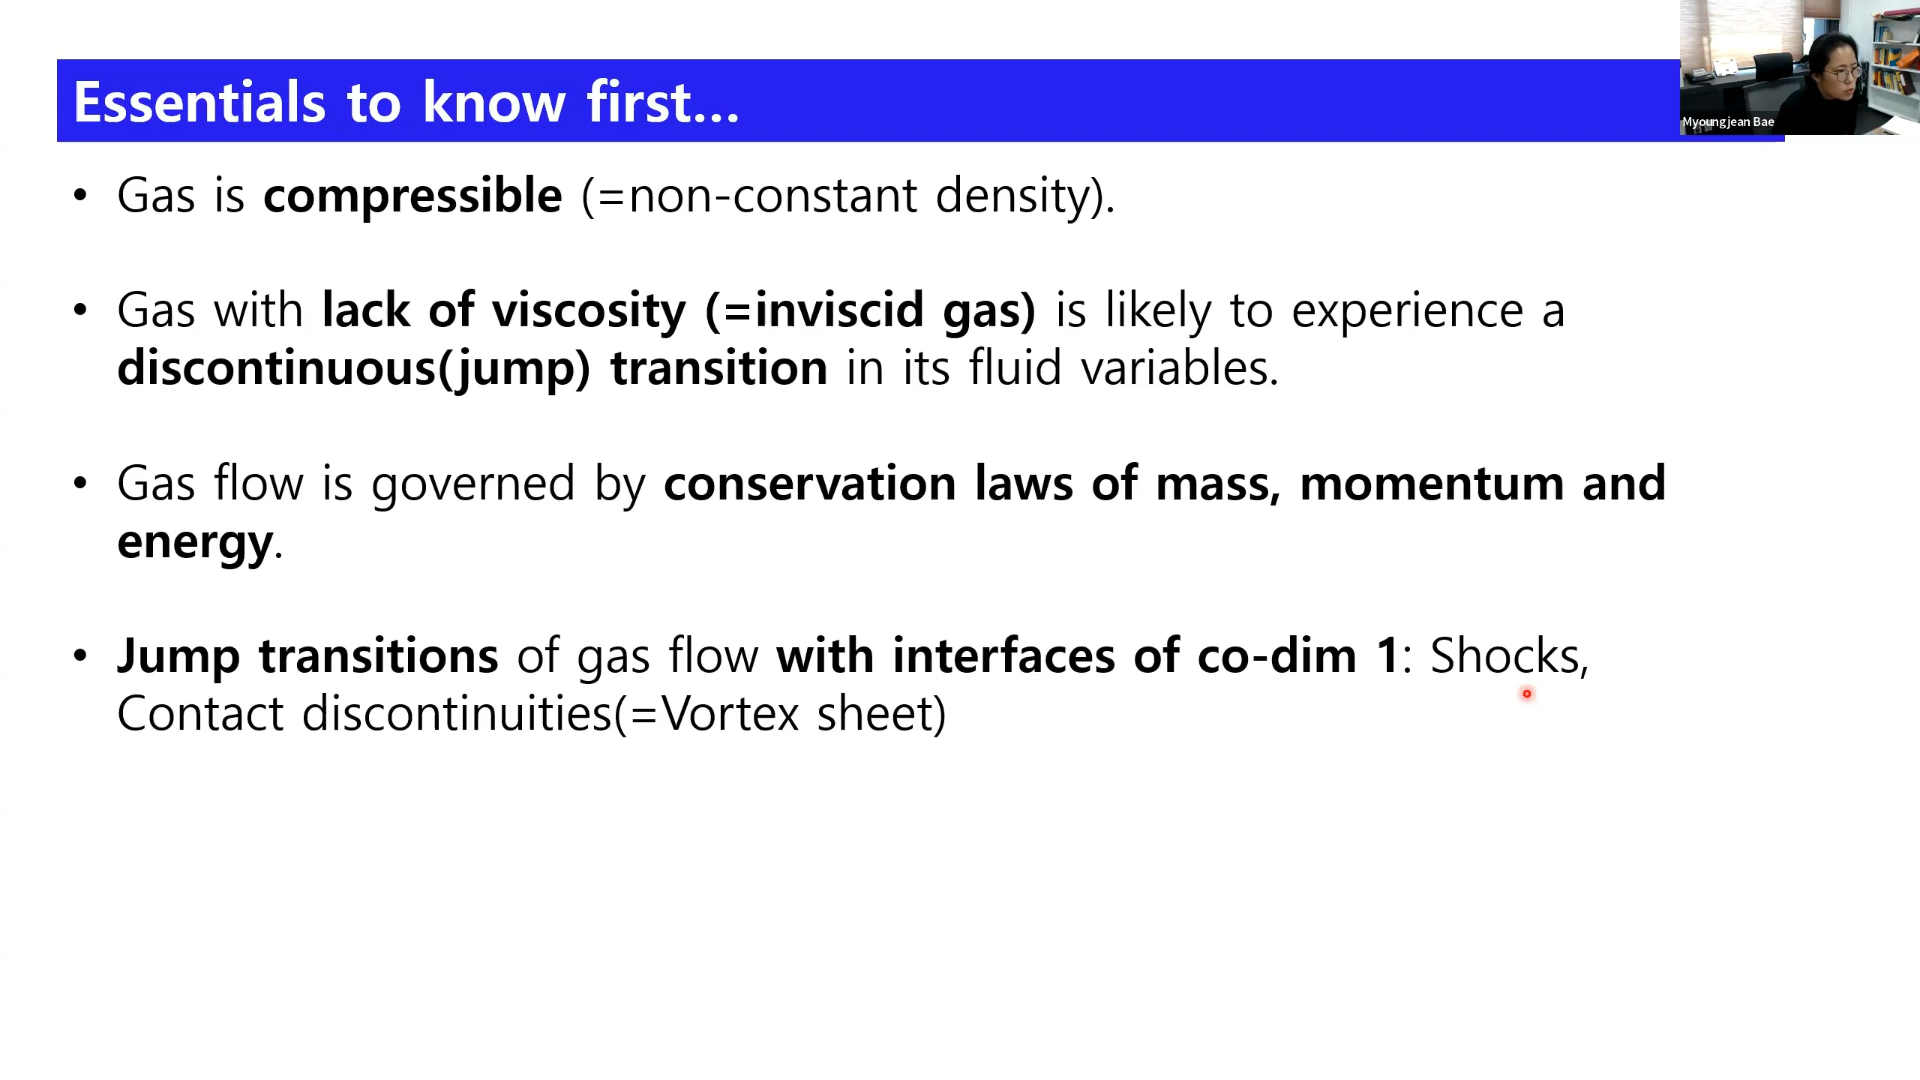 Essentials to know first...
Myoungjean Bae
• Gas is compressible (=non-constant density).
• Gas with lack of viscosity (=inviscid gas) is likely to experience a
discontinuous(jump) transition in its fluid variables.
• Gas flow is governed by conservation laws of mass, momentum and
energy.
• Jump transitions of gas flow with interfaces of co-dim 1: Shocks,
Contact discontinuities(=Vortex sheet)